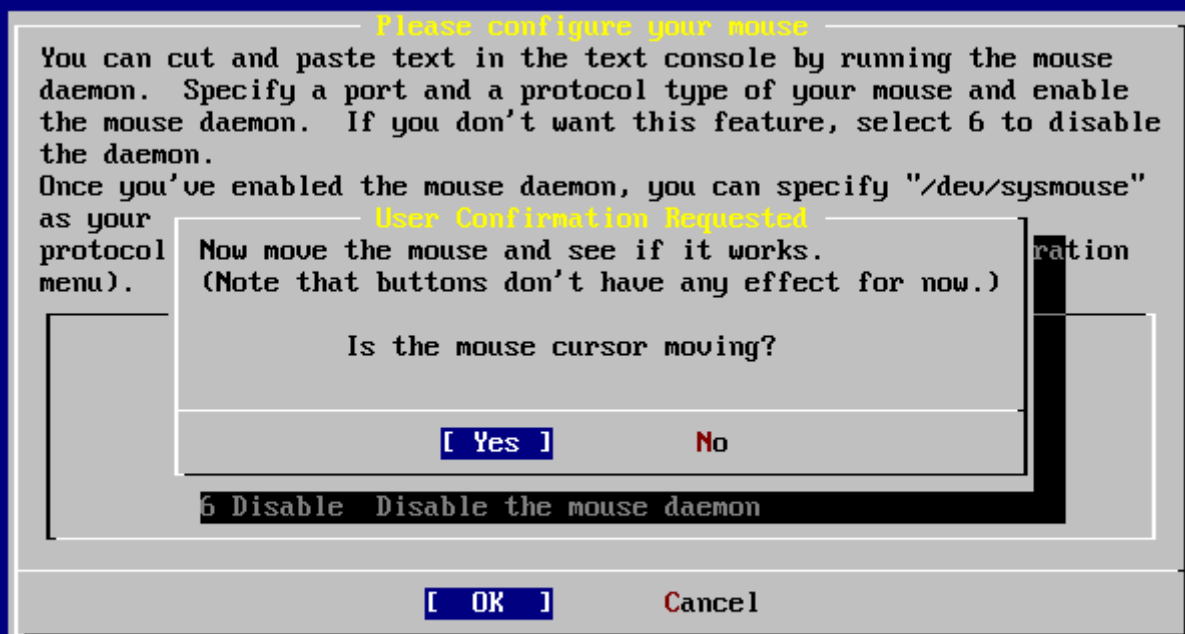 Please configure your mouse
You can cut and paste text in the text console by running the mouse
daemon.  Specify a port and a protocol type of your mouse and enable
the mouse daemon.  If you don't want this feature, select 6 to disable
the daemon.
Once you've enabled the mouse daemon, you can specify "/dev/sysmouse"
as your
User Confirmation Requested
protocol
Now move the mouse and see if it works.
ration
menu).
(Note that buttons don't have any effect for now.)
Is the mouse cursor moving?
[ Yes ]    No
6 Disable  Disable the mouse daemon
[ OK ]    Cancel